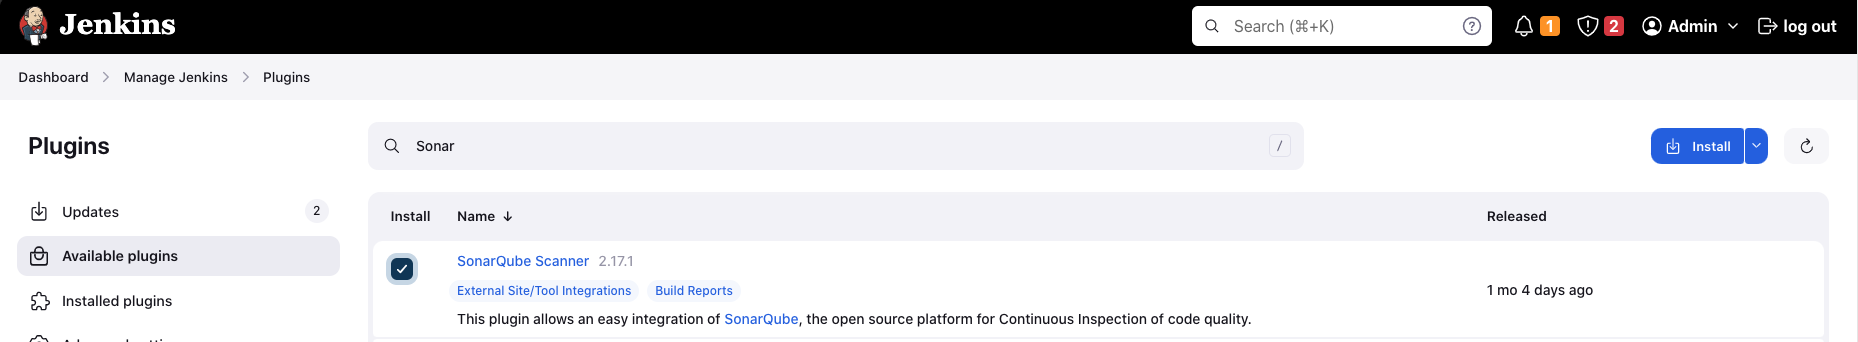 Jenkins
Search (⌘+K)
1
2
Admin
log out
Dashboard
Manage Jenkins
Plugins
Plugins
Sonar
/
Install
Updates
2
Available plugins
Installed plugins
Install Name ↓ Released
SonarQube Scanner 2.17.1
External Site/Tool Integrations Build Reports
1 mo 4 days ago
This plugin allows an easy integration of SonarQube, the open source platform for Continuous Inspection of code quality.